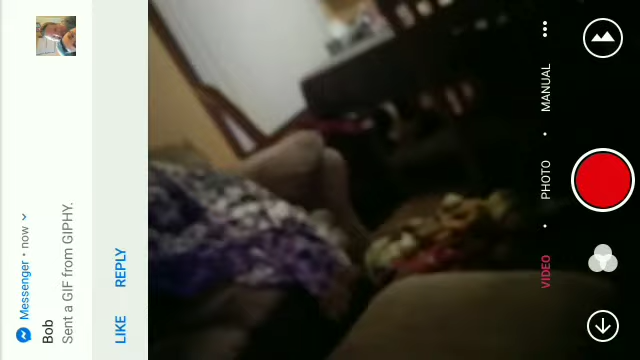 Messenger • now
Bob
Sent a GIF from GIPHY.
LIKE REPLY
VIDEO • PHOTO • MANUAL